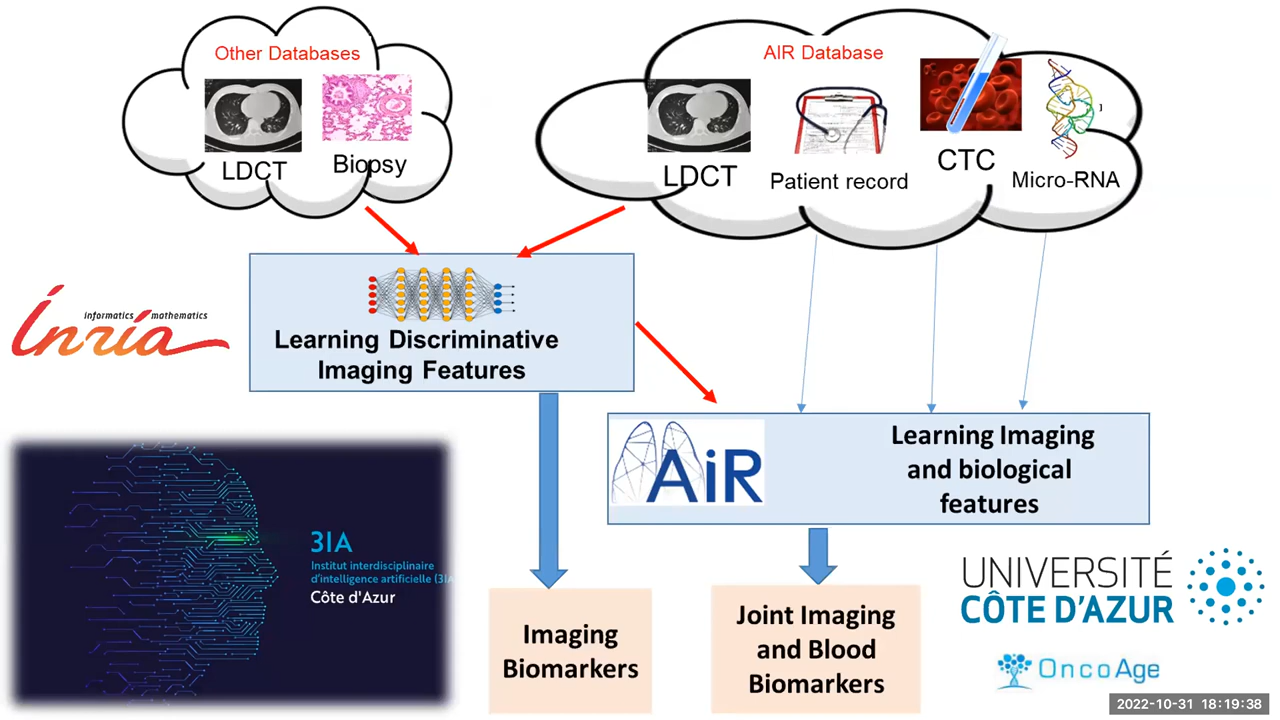 Other Databases
LDCT
Biopsy
AIR Database
LDCT
Patient record
CTC
1
Micro-RNA
informatics mathematics
Inria
Learning Discriminative
Imaging Features
AiR
Learning Imaging
and biological
features
3IA
Institut interdisciplinaire
d'intelligence artificielle (3IA
Côte d'Azur
Imaging
Biomarkers
Joint Imaging
and Blood
Biomarkers
UNIVERSITÉ
CÔTE D'AZUR
OncoAge
2022-10-31 18:19:38